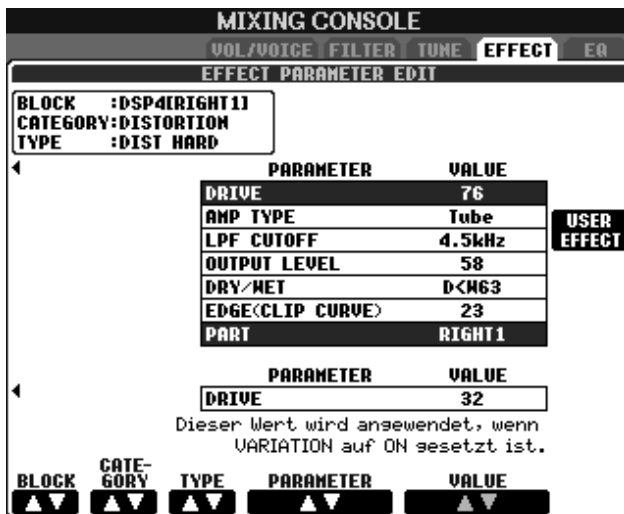 MIXING CONSOLE
VOL/VOICE FILTER TUNE EFFECT EQ
EFFECT PARAMETER EDIT
BLOCK :DSP4[RIGHT1]
CATEGORY:DISTORTION
TYPE :DIST HARD
PARAMETER VALUE
DRIVE 76
AMP TYPE Tube
LPF CUTOFF 4.5kHz
OUTPUT LEVEL 58
DRY/WET D<W63
EDGE(CLIP CURVE) 23
PART RIGHT1
USER
EFFECT
PARAMETER VALUE
DRIVE 32
Dieser Wert wird angewendet, wenn
VARIATION auf ON gesetzt ist.
BLOCK CATE-
GORY TYPE PARAMETER VALUE